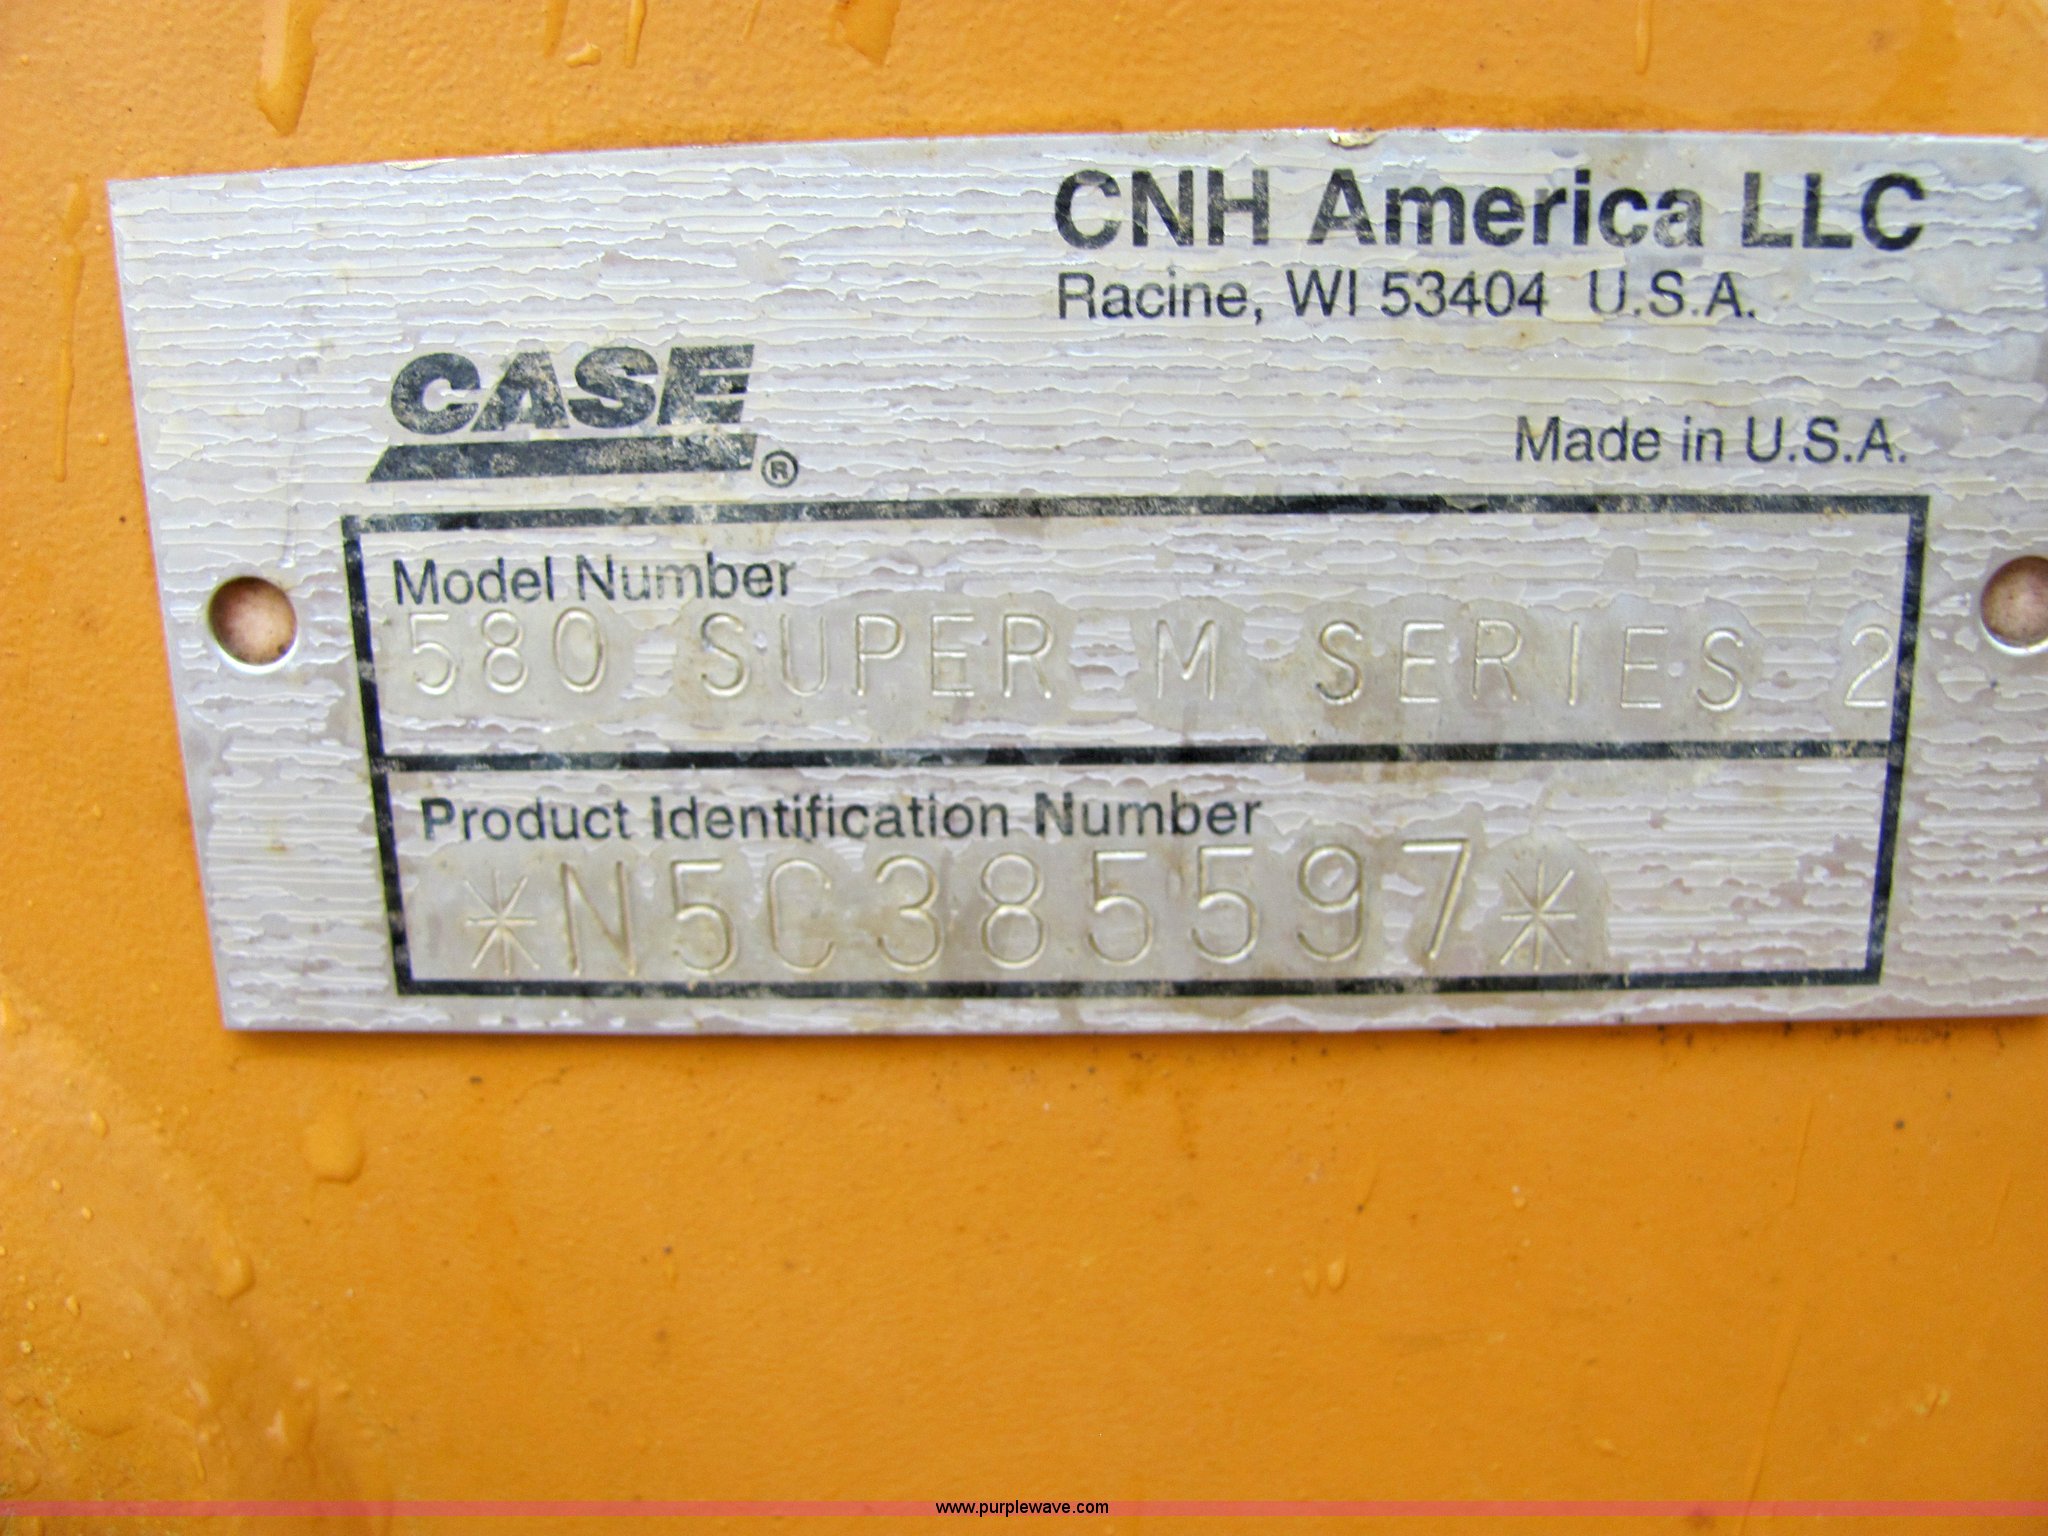 CNH America LLC
Racine, WI 53404 U.S.A.
CASE®
Made in U.S.A.
Model Number
580 SUPER M SERIES 2
Product Identification Number
*N5C385597*
www.purplewave.com